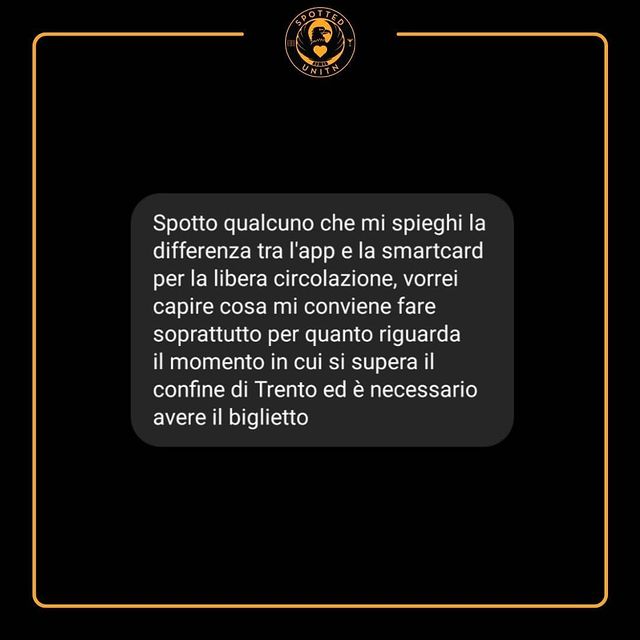 SPOTTED
UNITN
Spotto qualcuno che mi spieghi la
differenza tra l'app e la smartcard
per la libera circolazione, vorrei
capire cosa mi conviene fare
soprattutto per quanto riguarda
il momento in cui si supera il
confine di Trento ed è necessario
avere il biglietto